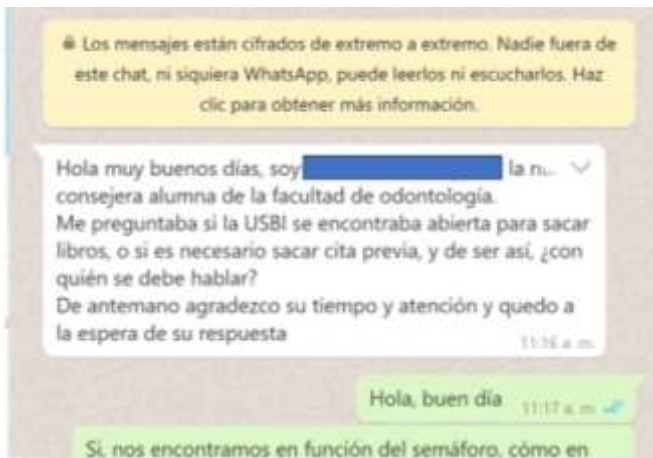 Los mensajes están cifrados de extremo a extremo. Nadie fuera de
este chat, ni siquiera WhatsApp, puede leerlos ni escucharlos. Haz
clic para obtener más información.
Hola muy buenos días, soy la nu...
consejera alumna de la facultad de odontología.
Me preguntaba si la USBI se encontraba abierta para sacar
libros, o si es necesario sacar cita previa, y de ser así, ¿con
quién se debe hablar?
De antemano agradezco su tiempo y atención y quedo a
la espera de su respuesta
11:16 a. m.
Hola, buen día
11:17 a. m.
Si, nos encontramos en función del semáforo, cómo en